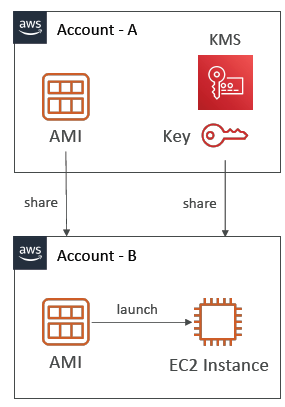 aws
Account - A
KMS
AMI
Key
share
share
aws
Account - B
launch
AMI
EC2 Instance